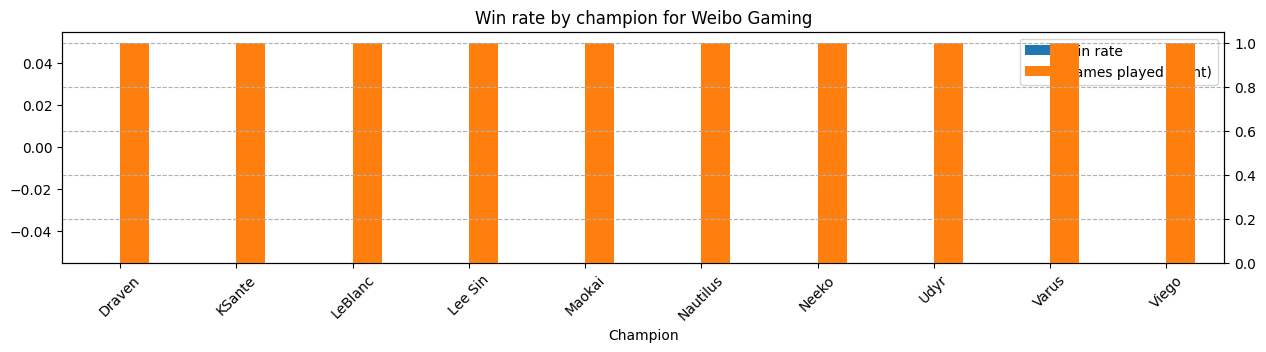 Win rate by champion for Weibo Gaming
0.04
0.02
0.00
−0.02
−0.04
1.0
0.8
0.6
0.4
0.2
0.0
rate
played
Draven
KSante
LeBlanc
Lee Sin
Maokai
Nautilus
Neeko
Udyr
Varus
Viego
Champion